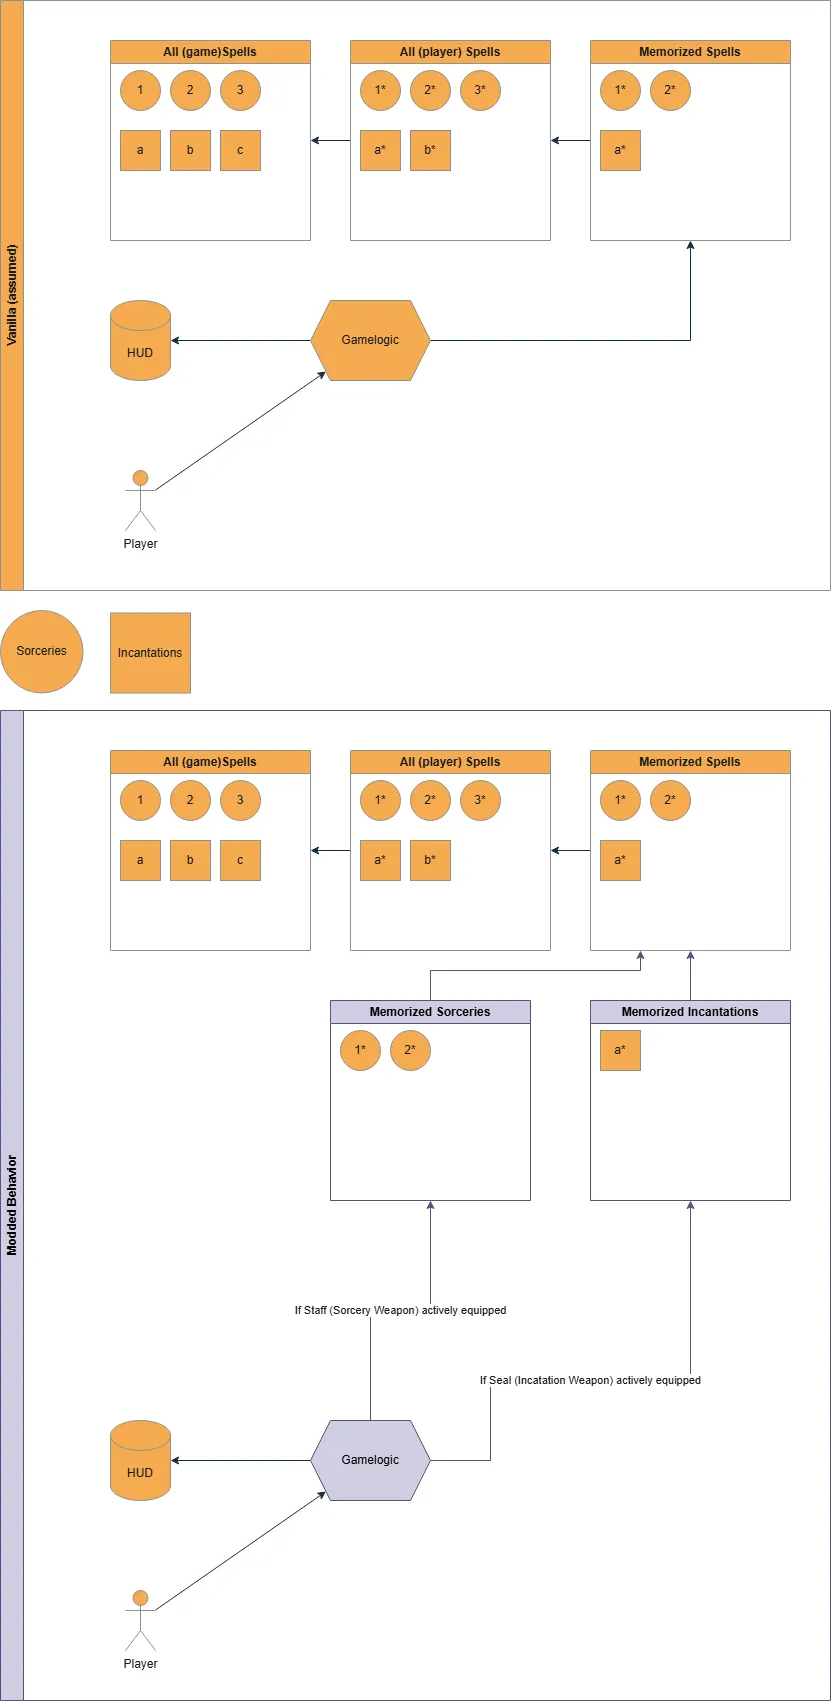 Vanilla (assumed)
All (game)Spells
All (player) Spells
Memorized Spells
1
2
3
1*
2*
3*
1*
2*
a
b
c
a*
b*
a*
HUD
Gamelogic
Player
Sorceries
Incantations
Modded Behavior
All (game)Spells
All (player) Spells
Memorized Spells
1
2
3
1*
2*
3*
1*
2*
a
b
c
a*
b*
a*
Memorized Sorceries
Memorized Incantations
1*
2*
a*
If Staff (Sorcery Weapon) actively equipped
If Seal (Incatation Weapon) actively equipped
HUD
Gamelogic
Player